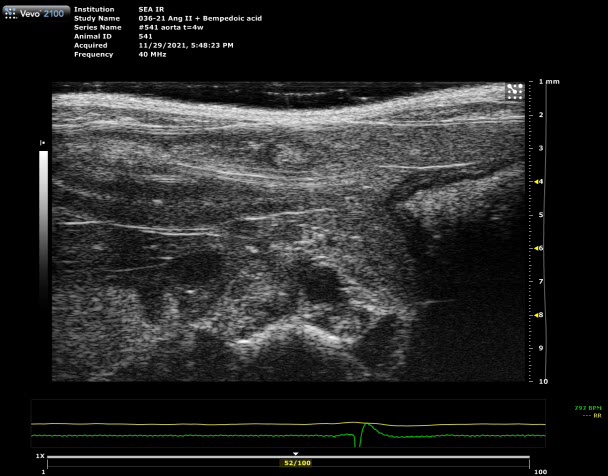 Vevo 2100
Institution SEA IR
Study Name 036-21 Ang II + Bempedoic acid
Series Name #541 aorta t=4w
Animal ID 541
Acquired 11/29/2021, 5:48:23 PM
Frequency 40 MHz
1 mm
2
3
4
5
6
7
8
9
10
292 BPM
--- RR
1X
52/100
1
100